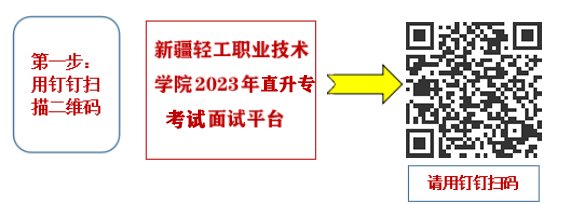 第一步：
用钉钉扫
描二维码
新疆轻工职业技术
学院2023年直升专
考试面试平台
请用钉钉扫码